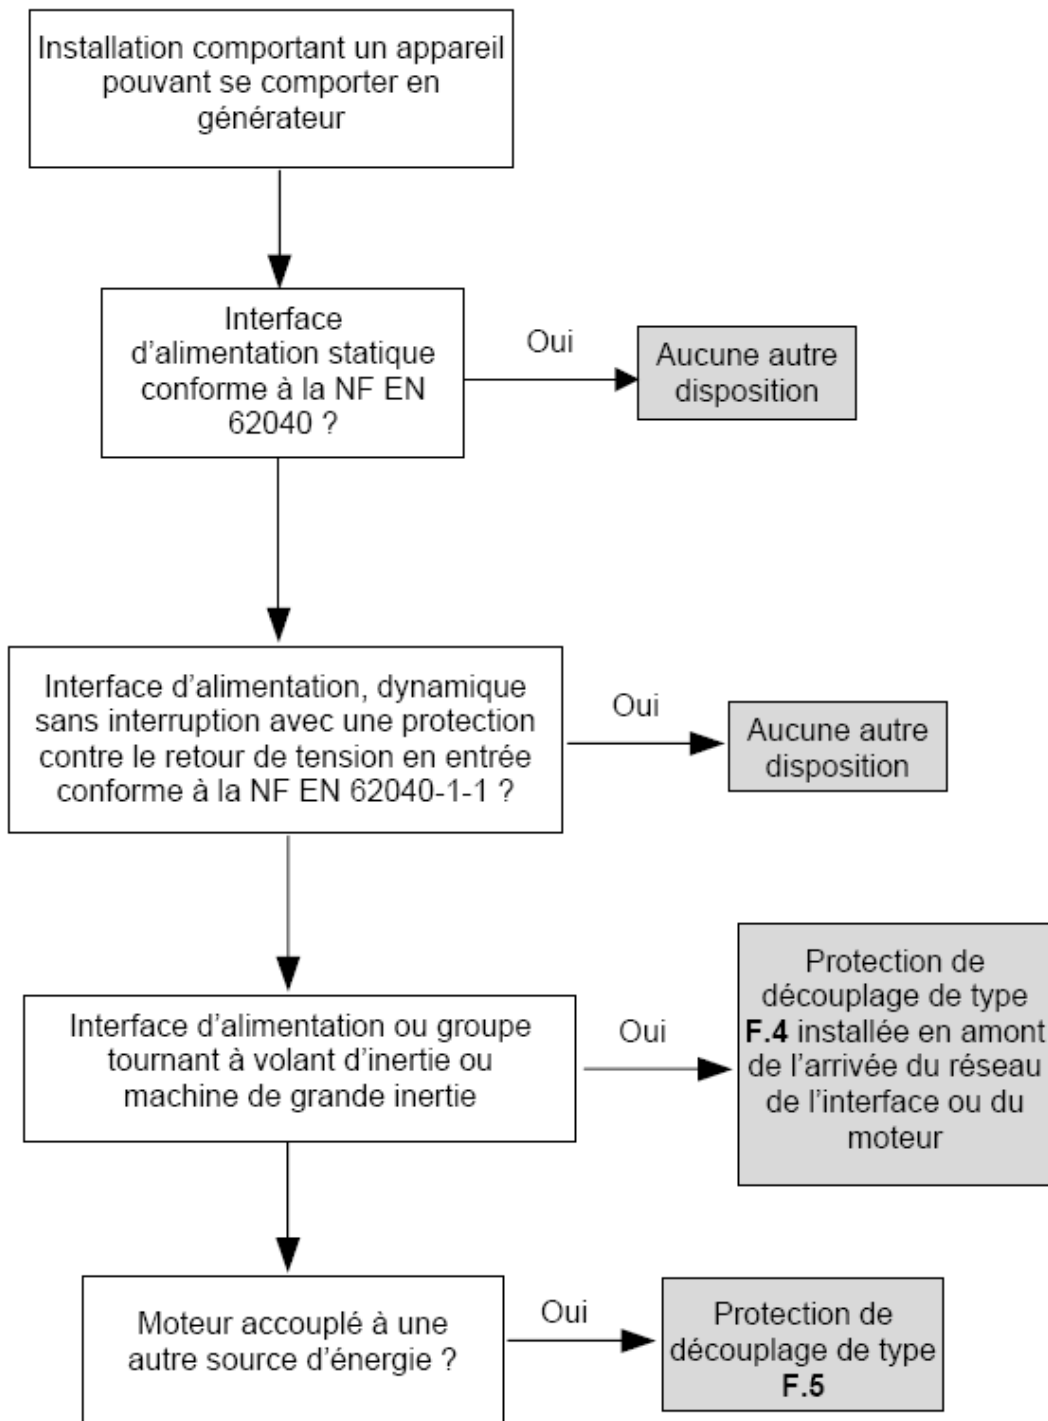 Installation comportant un appareil
pouvant se comporter en
générateur
Interface
d'alimentation statique
conforme à la NF EN
62040 ?
Oui
Aucune autre
disposition
Interface d'alimentation, dynamique
sans interruption avec une protection
contre le retour de tension en entrée
conforme à la NF EN 62040-1-1 ?
Oui
Aucune autre
disposition
Interface d'alimentation ou groupe
tournant à volant d'inertie ou
machine de grande inertie
Oui
Protection de
découplage de type
F.4 installée en amont
de l'arrivée du réseau
de l'interface ou du
moteur
Moteur accouplé à une
autre source d'énergie ?
Oui
Protection de
découplage de type
F.5